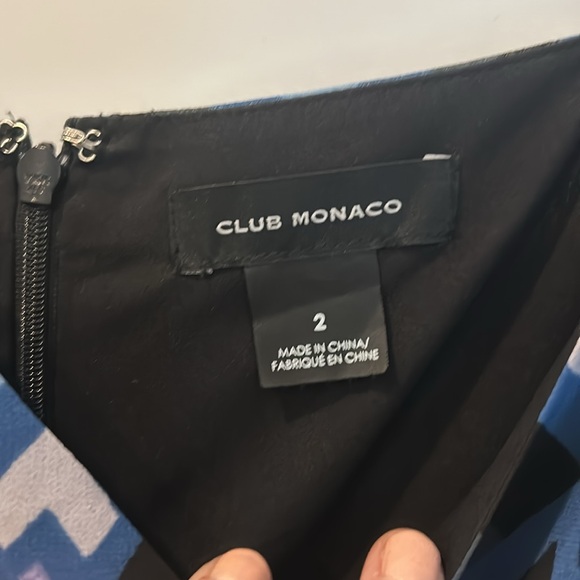 CLUB MONACO
2
MADE IN CHINA/
FABRIQUÉ EN CHINE